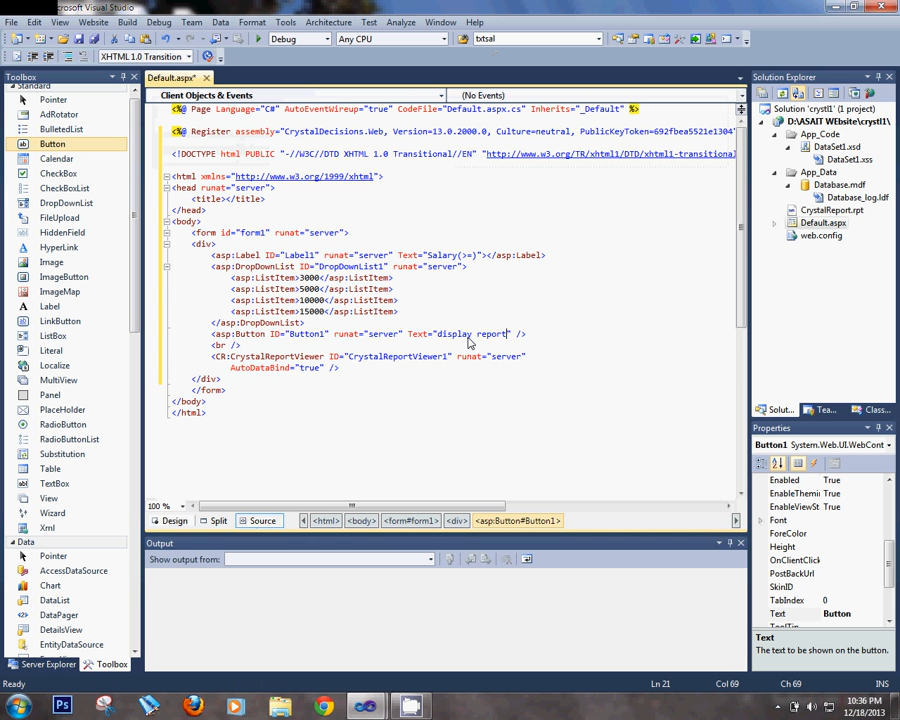 Microsoft Visual Studio
File Edit View Website Build Debug Team Data Format Tools Architecture Test Analyze Window Help
Debug Any CPU txtsal
XHTML 1.0 Transition
Toolbox
Standard
Pointer
AdRotator
BulletedList
Button
Calendar
CheckBox
CheckBoxList
DropDownList
FileUpload
HiddenField
HyperLink
Image
ImageButton
ImageMap
Label
LinkButton
ListBox
Literal
Localize
MultiView
Panel
PlaceHolder
RadioButton
RadioButtonList
Substitution
Table
TextBox
View
Wizard
Xml
Data
Pointer
AccessDataSource
Chart
DataList
DataPager
DetailsView
EntityDataSource
Server Explorer Toolbox
Default.aspx*
Client Objects & Events (No Events)
<%@ Page Language="C#" AutoEventWireup="true" CodeFile="Default.aspx.cs" Inherits="_Default" %>
<%@ Register assembly="CrystalDecisions.Web, Version=13.0.2000.0, Culture=neutral, PublicKeyToken=692fbea5521e1304"
<!DOCTYPE html PUBLIC "-//W3C//DTD XHTML 1.0 Transitional//EN" "http://www.w3.org/TR/xhtml1/DTD/xhtml1-transitional
<html xmlns="http://www.w3.org/1999/xhtml">
<head runat="server">
<title></title>
</head>
<body>
<form id="form1" runat="server">
<div>
<asp:Label ID="Label1" runat="server" Text="Salary(>=)"></asp:Label>
<asp:DropDownList ID="DropDownList1" runat="server">
<asp:ListItem>3000</asp:ListItem>
<asp:ListItem>5000</asp:ListItem>
<asp:ListItem>10000</asp:ListItem>
<asp:ListItem>15000</asp:ListItem>
</asp:DropDownList>
<asp:Button ID="Button1" runat="server" Text="display report" />
<br />
<CR:CrystalReportViewer ID="CrystalReportViewer1" runat="server"
AutoDataBind="true" />
</div>
</form>
</body>
</html>
100 %
Design Split Source <html> <body> <form#form1> <div> <asp:Button#Button1>
Output
Show output from:
Solution Explorer
Solution 'crystl1' (1 project)
D:\ASAIT WEbsite\crystl1\
App_Code
DataSet1.xsd
DataSet1.xss
App_Data
Database.mdf
Database_log.ldf
CrystalReport.rpt
Default.aspx
web.config
Solut... Tea... Class...
Properties
Button1 System.Web.UI.WebCont
Enabled True
EnableThemin True
EnableViewSt True
Font
ForeColor
Height
OnClientClick
PostBackUrl
SkinID
TabIndex 0
Text Button
Text
The text to be shown on the button.
Ready Ln 21 Col 69 Ch 69
Ps
10:36 PM
12/18/2013